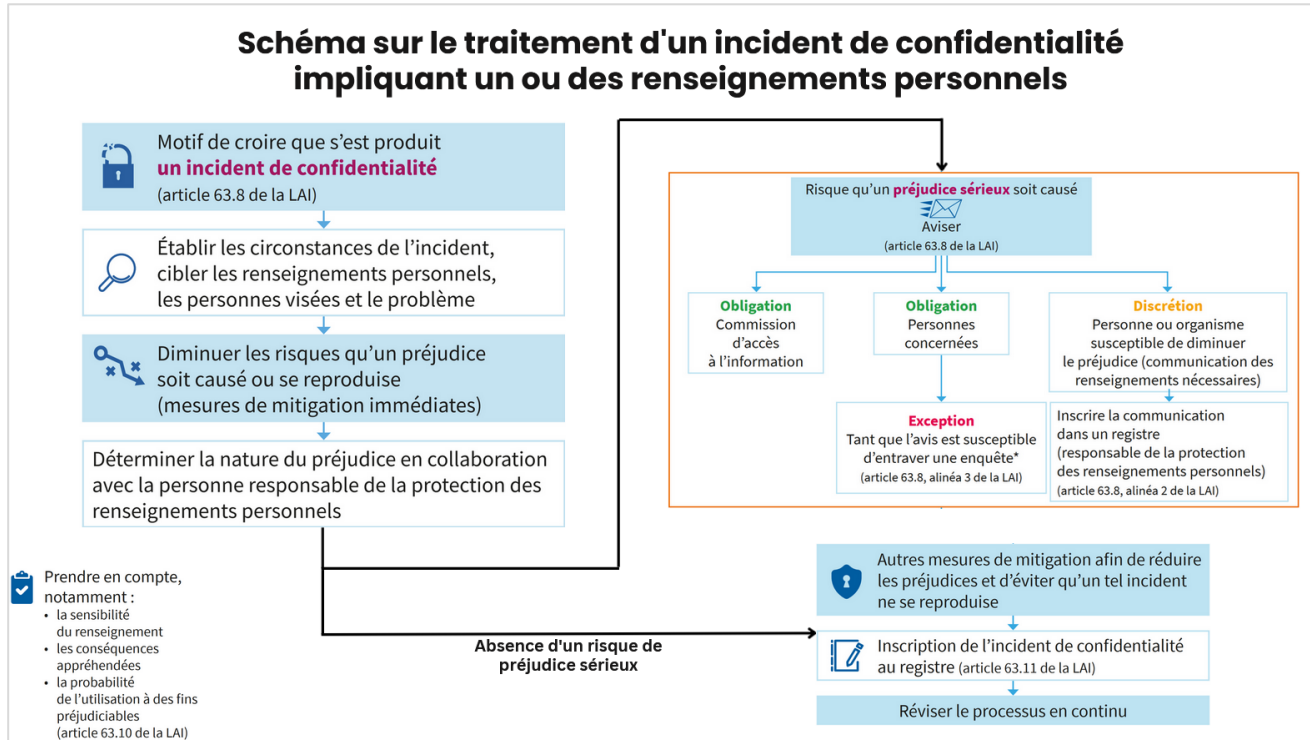 Schéma sur le traitement d'un incident de confidentialité
impliquant un ou des renseignements personnels
Motif de croire que s’est produit
un incident de confidentialité
(article 63.8 de la LAI)
Établir les circonstances de l’incident,
cibler les renseignements personnels,
les personnes visées et le problème
Diminuer les risques qu’un préjudice
soit causé ou se reproduise
(mesures de mitigation immédiates)
Déterminer la nature du préjudice en collaboration
avec la personne responsable de la protection des
renseignements personnels
Prendre en compte,
notamment :
• la sensibilité
du renseignement
• les conséquences
appréhendées
• la probabilité
de l’utilisation à des fins
préjudiciables
(article 63.10 de la LAI)
Risque qu’un préjudice sérieux soit causé
Aviser
(article 63.8 de la LAI)
Obligation
Commission
d’accès
à l’information
Obligation
Personnes
concernées
Exception
Tant que l’avis est susceptible
d’entraver une enquête*
(article 63.8, alinéa 3 de la LAI)
Discrétion
Personne ou organisme
susceptible de diminuer
le préjudice (communication des
renseignements nécessaires)
Inscrire la communication
dans un registre
(responsable de la protection
des renseignements personnels)
(article 63.8, alinéa 2 de la LAI)
Absence d'un risque de
préjudice sérieux
Autres mesures de mitigation afin de réduire
les préjudices et d’éviter qu’un tel incident
ne se reproduise
Inscription de l’incident de confidentialité
au registre (article 63.11 de la LAI)
Réviser le processus en continu